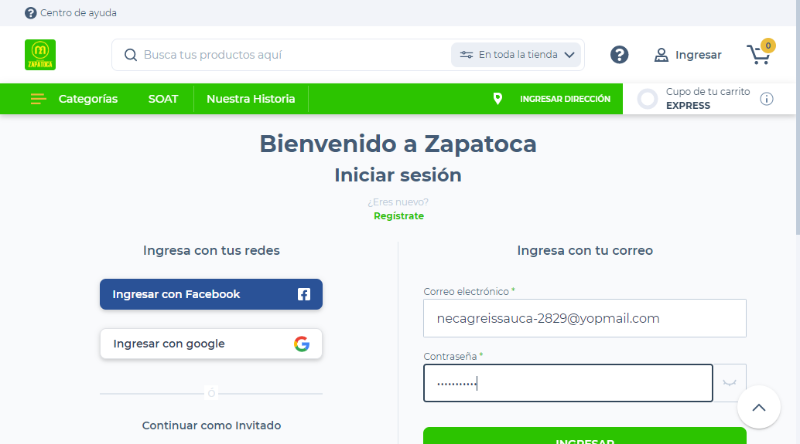 Centro de ayuda
ZAPATOCA
Busca tus productos aquí
En toda la tienda
Ingresar
0
Categorías
SOAT
Nuestra Historia
INGRESAR DIRECCIÓN
Cupo de tu carrito
EXPRESS
Bienvenido a Zapatoca
Iniciar sesión
¿Eres nuevo?
Regístrate
Ingresa con tus redes
Ingresa con tu correo
Ingresar con Facebook
Correo electrónico *
necagreissauca-2829@yopmail.com
Ingresar con google
Contraseña *
Continuar como Invitado
INGRESAR